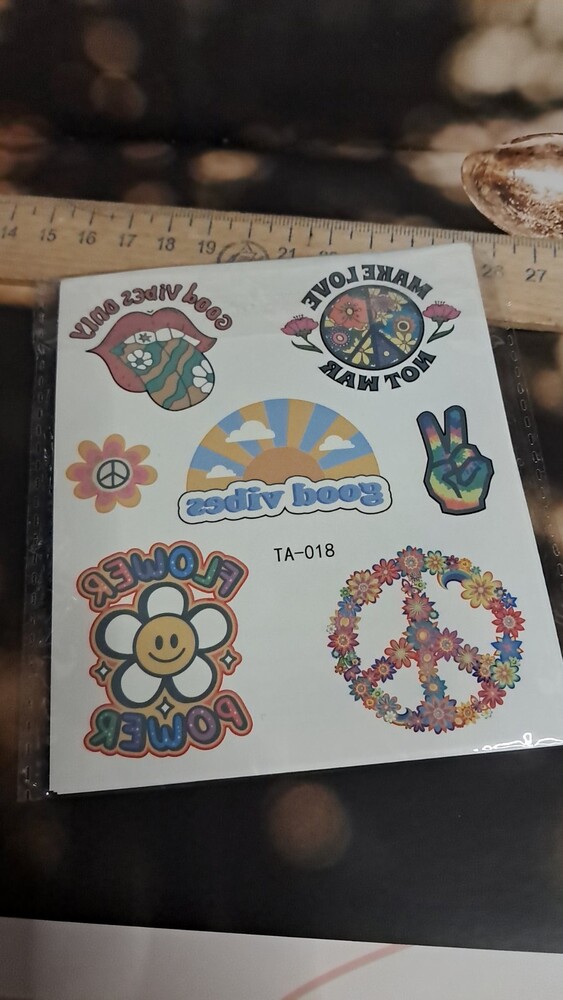 14 15 16 17 18 19 21 26 27
GOOD VIBES ONLY
MAKE LOVE
NOT WAR
good vibes
TA-018
FLOWER
POWER